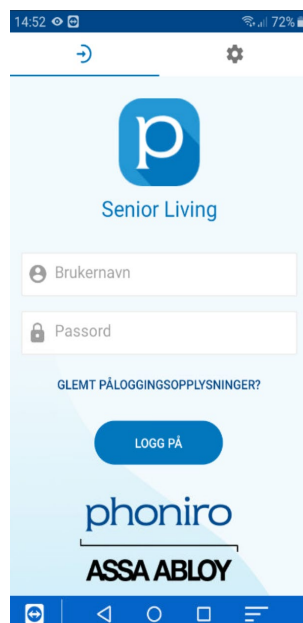 14:52 72%
Senior Living
Brukernavn
Passord
GLEMT PÅLOGGINGSOPPLYSNINGER?
LOGG PÅ
phoniro
ASSA ABLOY